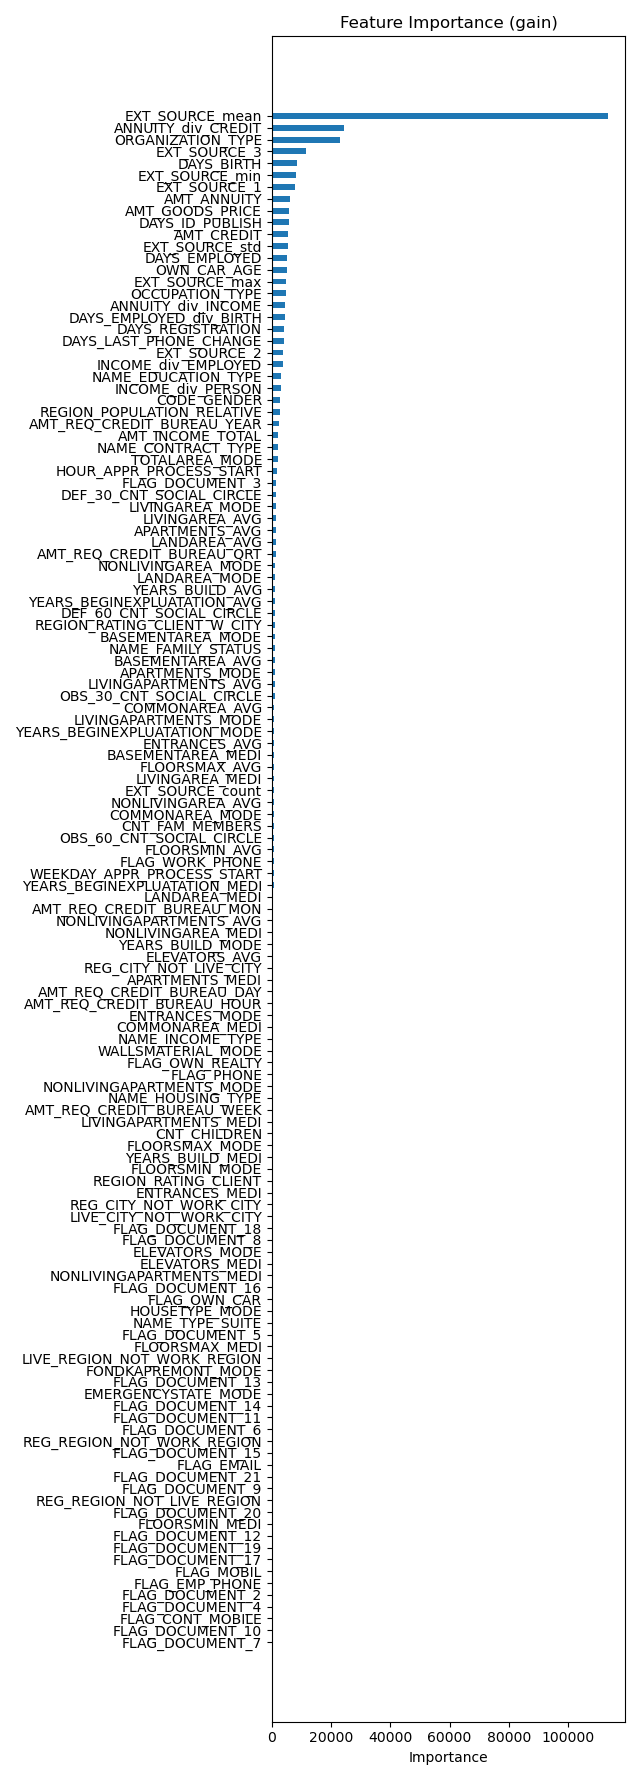 Feature Importance (gain)
EXT_SOURCE_mean
ANNUITY_div_CREDIT
ORGANIZATION_TYPE
EXT_SOURCE_3
DAYS_BIRTH
EXT_SOURCE_min
EXT_SOURCE_1
AMT_ANNUITY
AMT_GOODS_PRICE
DAYS_ID_PUBLISH
AMT_CREDIT
EXT_SOURCE_std
DAYS_EMPLOYED
OWN_CAR_AGE
EXT_SOURCE_max
OCCUPATION_TYPE
ANNUITY_div_INCOME
DAYS_EMPLOYED_div_BIRTH
DAYS_REGISTRATION
DAYS_LAST_PHONE_CHANGE
EXT_SOURCE_2
INCOME_div_EMPLOYED
NAME_EDUCATION_TYPE
INCOME_div_PERSON
CODE_GENDER
REGION_POPULATION_RELATIVE
AMT_REQ_CREDIT_BUREAU_YEAR
AMT_INCOME_TOTAL
NAME_CONTRACT_TYPE
TOTALAREA_MODE
HOUR_APPR_PROCESS_START
FLAG_DOCUMENT_3
DEF_30_CNT_SOCIAL_CIRCLE
LIVINGAREA_MODE
LIVINGAREA_AVG
APARTMENTS_AVG
LANDAREA_AVG
AMT_REQ_CREDIT_BUREAU_QRT
NONLIVINGAREA_MODE
LANDAREA_MODE
YEARS_BUILD_AVG
YEARS_BEGINEXPLUATATION_AVG
DEF_60_CNT_SOCIAL_CIRCLE
REGION_RATING_CLIENT_W_CITY
BASEMENTAREA_MODE
NAME_FAMILY_STATUS
BASEMENTAREA_AVG
APARTMENTS_MODE
LIVINGAPARTMENTS_AVG
OBS_30_CNT_SOCIAL_CIRCLE
COMMONAREA_AVG
LIVINGAPARTMENTS_MODE
YEARS_BEGINEXPLUATATION_MODE
ENTRANCES_AVG
BASEMENTAREA_MEDI
FLOORSMAX_AVG
LIVINGAREA_MEDI
EXT_SOURCE_count
NONLIVINGAREA_AVG
COMMONAREA_MODE
CNT_FAM_MEMBERS
OBS_60_CNT_SOCIAL_CIRCLE
FLOORSMIN_AVG
FLAG_WORK_PHONE
WEEKDAY_APPR_PROCESS_START
YEARS_BEGINEXPLUATATION_MEDI
LANDAREA_MEDI
AMT_REQ_CREDIT_BUREAU_MON
NONLIVINGAPARTMENTS_AVG
NONLIVINGAREA_MEDI
YEARS_BUILD_MODE
ELEVATORS_AVG
REG_CITY_NOT_LIVE_CITY
APARTMENTS_MEDI
AMT_REQ_CREDIT_BUREAU_DAY
AMT_REQ_CREDIT_BUREAU_HOUR
ENTRANCES_MODE
COMMONAREA_MEDI
NAME_INCOME_TYPE
WALLSMATERIAL_MODE
FLAG_OWN_REALTY
FLAG_PHONE
NONLIVINGAPARTMENTS_MODE
NAME_HOUSING_TYPE
AMT_REQ_CREDIT_BUREAU_WEEK
LIVINGAPARTMENTS_MEDI
CNT_CHILDREN
FLOORSMAX_MODE
YEARS_BUILD_MEDI
FLOORSMIN_MODE
REGION_RATING_CLIENT
ENTRANCES_MEDI
REG_CITY_NOT_WORK_CITY
LIVE_CITY_NOT_WORK_CITY
FLAG_DOCUMENT_18
FLAG_DOCUMENT_8
ELEVATORS_MODE
ELEVATORS_MEDI
NONLIVINGAPARTMENTS_MEDI
FLAG_DOCUMENT_16
FLAG_OWN_CAR
HOUSETYPE_MODE
NAME_TYPE_SUITE
FLAG_DOCUMENT_5
FLOORSMAX_MEDI
LIVE_REGION_NOT_WORK_REGION
FONDKAPREMONT_MODE
FLAG_DOCUMENT_13
EMERGENCYSTATE_MODE
FLAG_DOCUMENT_14
FLAG_DOCUMENT_11
FLAG_DOCUMENT_6
REG_REGION_NOT_WORK_REGION
FLAG_DOCUMENT_15
FLAG_EMAIL
FLAG_DOCUMENT_21
FLAG_DOCUMENT_9
REG_REGION_NOT_LIVE_REGION
FLAG_DOCUMENT_20
FLOORSMIN_MEDI
FLAG_DOCUMENT_12
FLAG_DOCUMENT_19
FLAG_DOCUMENT_17
FLAG_MOBIL
FLAG_EMP_PHONE
FLAG_DOCUMENT_2
FLAG_DOCUMENT_4
FLAG_CONT_MOBILE
FLAG_DOCUMENT_10
FLAG_DOCUMENT_7
0 20000 40000 60000 80000 100000
Importance